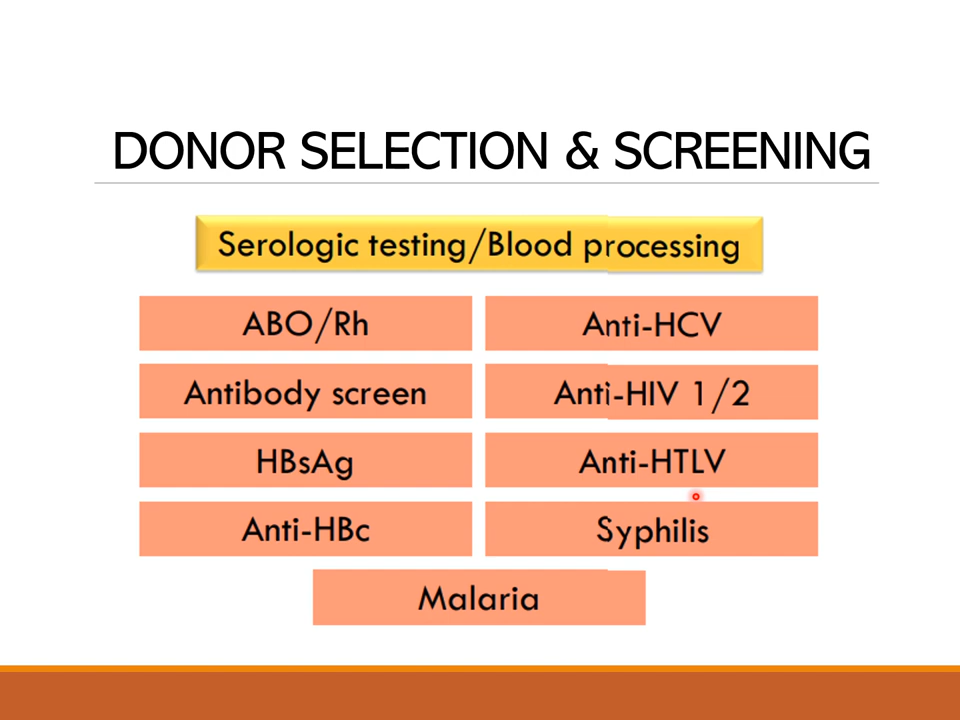 DONOR SELECTION & SCREENING
Serologic testing/Blood processing
ABO/Rh
Anti-HCV
Antibody screen
Anti-HIV 1/2
HBsAg
Anti-HTLV
Anti-HBc
Syphilis
Malaria